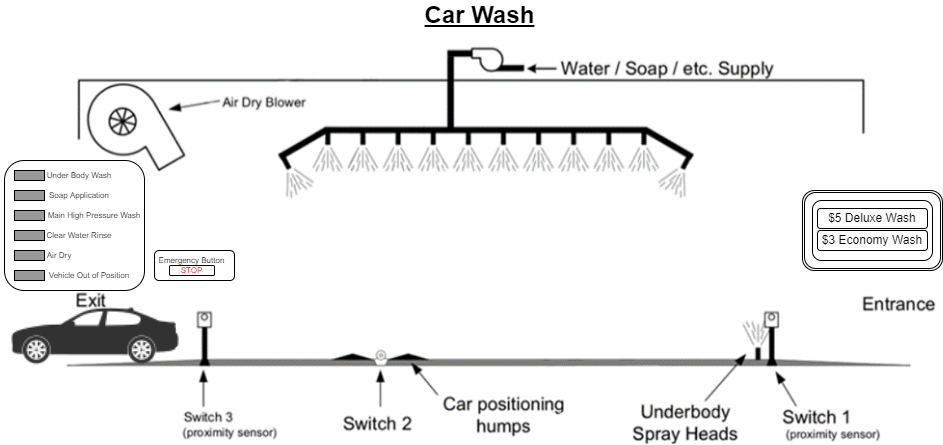 Car Wash
Water / Soap / etc. Supply
Air Dry Blower
Under Body Wash
Soap Application
Main High Pressure Wash
Clear Water Rinse
Air Dry
Vehicle Out of Position
Emergency Button
STOP
$5 Deluxe Wash
$3 Economy Wash
Exit
Entrance
Switch 3
(proximity sensor)
Switch 2
Car positioning
humps
Underbody
Spray Heads
Switch 1
(proximity sensor)